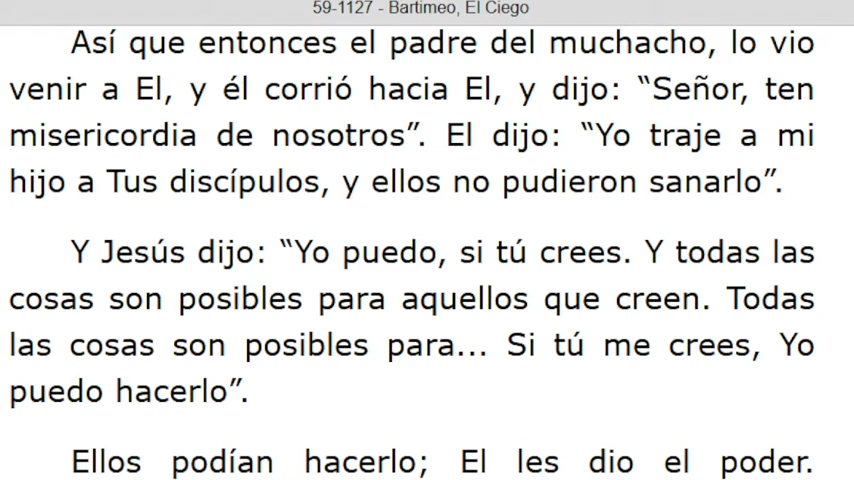 59-1127 - Bartimeo, El Ciego
Así que entonces el padre del muchacho, lo vio
venir a El, y él corrió hacia El, y dijo: “Señor, ten
misericordia de nosotros”. El dijo: “Yo traje a mi
hijo a Tus discípulos, y ellos no pudieron sanarlo”.
Y Jesús dijo: “Yo puedo, si tú crees. Y todas las
cosas son posibles para aquellos que creen. Todas
las cosas son posibles para... Si tú me crees, Yo
puedo hacerlo”.
Ellos podían hacerlo; El les dio el poder.